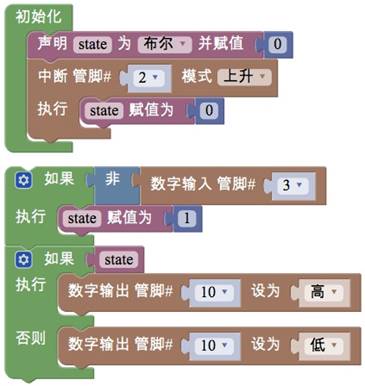 初始化
声明 state 为 布尔 并赋值 0
中断 管脚# 2 模式 上升
执行 state 赋值为 0
如果 非 数字输入 管脚# 3
执行 state 赋值为 1
如果 state
执行 数字输出 管脚# 10 设为 高
否则 数字输出 管脚# 10 设为 低